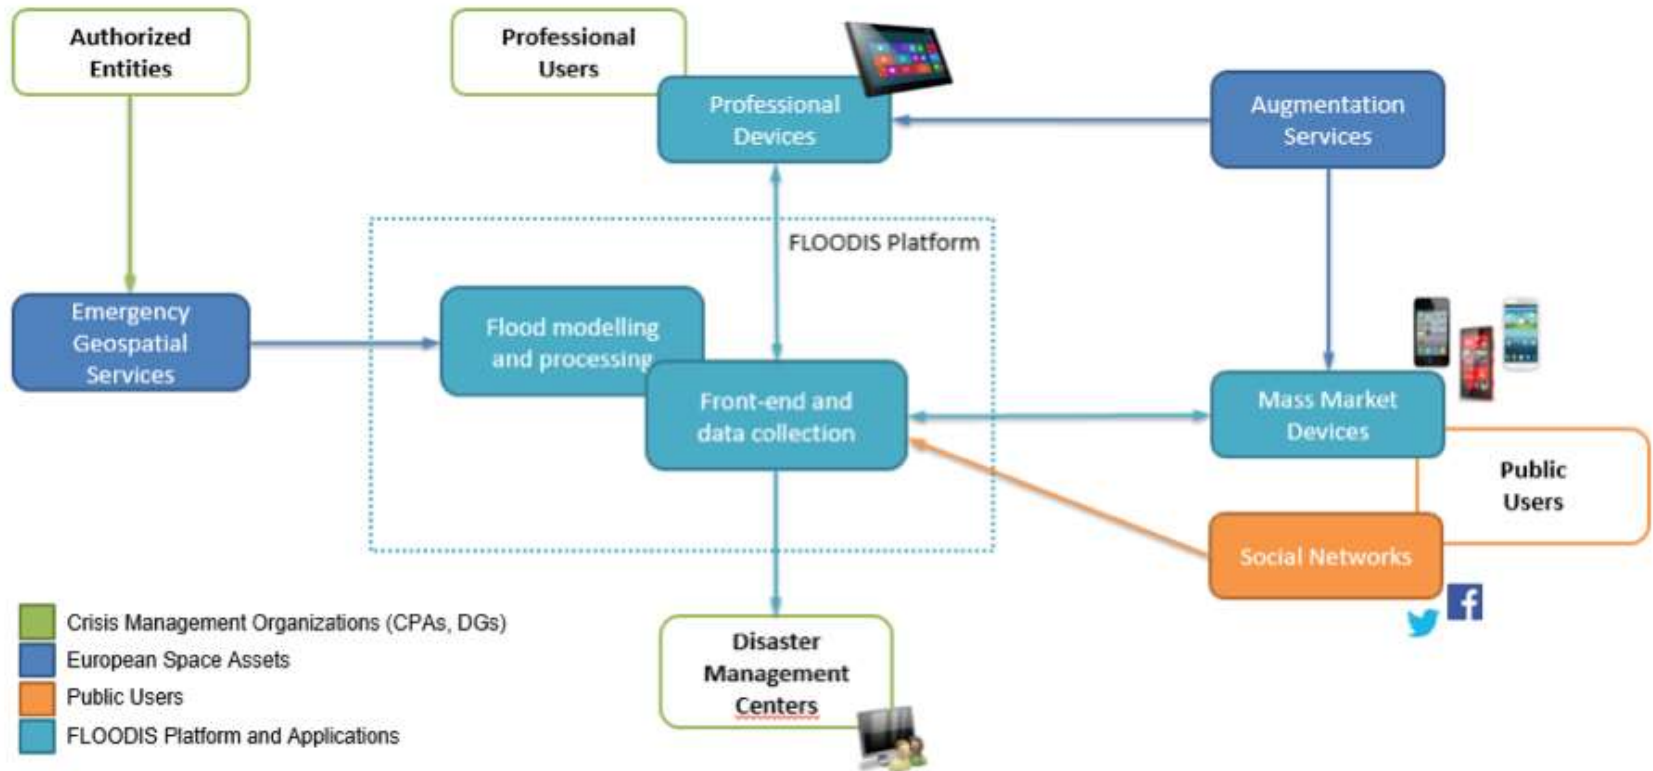 Authorized
Entities
Professional
Users
Professional
Devices
Augmentation
Services
FLOODIS Platform
Emergency
Geospatial
Services
Flood modelling
and processing
Front-end and
data collection
Mass Market
Devices
Public
Users
Social Networks
Disaster
Management
Centers
Crisis Management Organizations (CPAs, DGs)
European Space Assets
Public Users
FLOODIS Platform and Applications